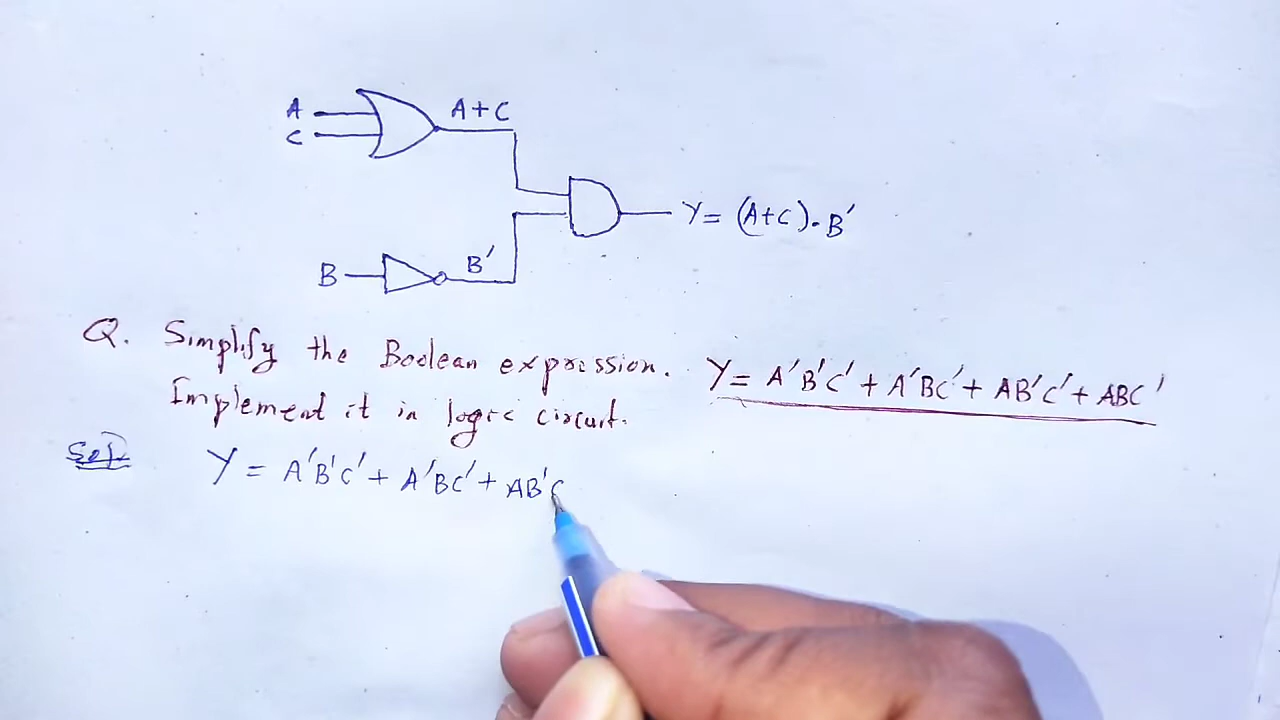 A
C
A+C
Y= (A+C).B'
B
B'
Q. Simplify the Boolean expression. Y= A'B'C' + A'BC' + AB'C' + ABC'
Implement it in logic circuit.
Sol.
Y = A'B'C' + A'BC' + AB'C